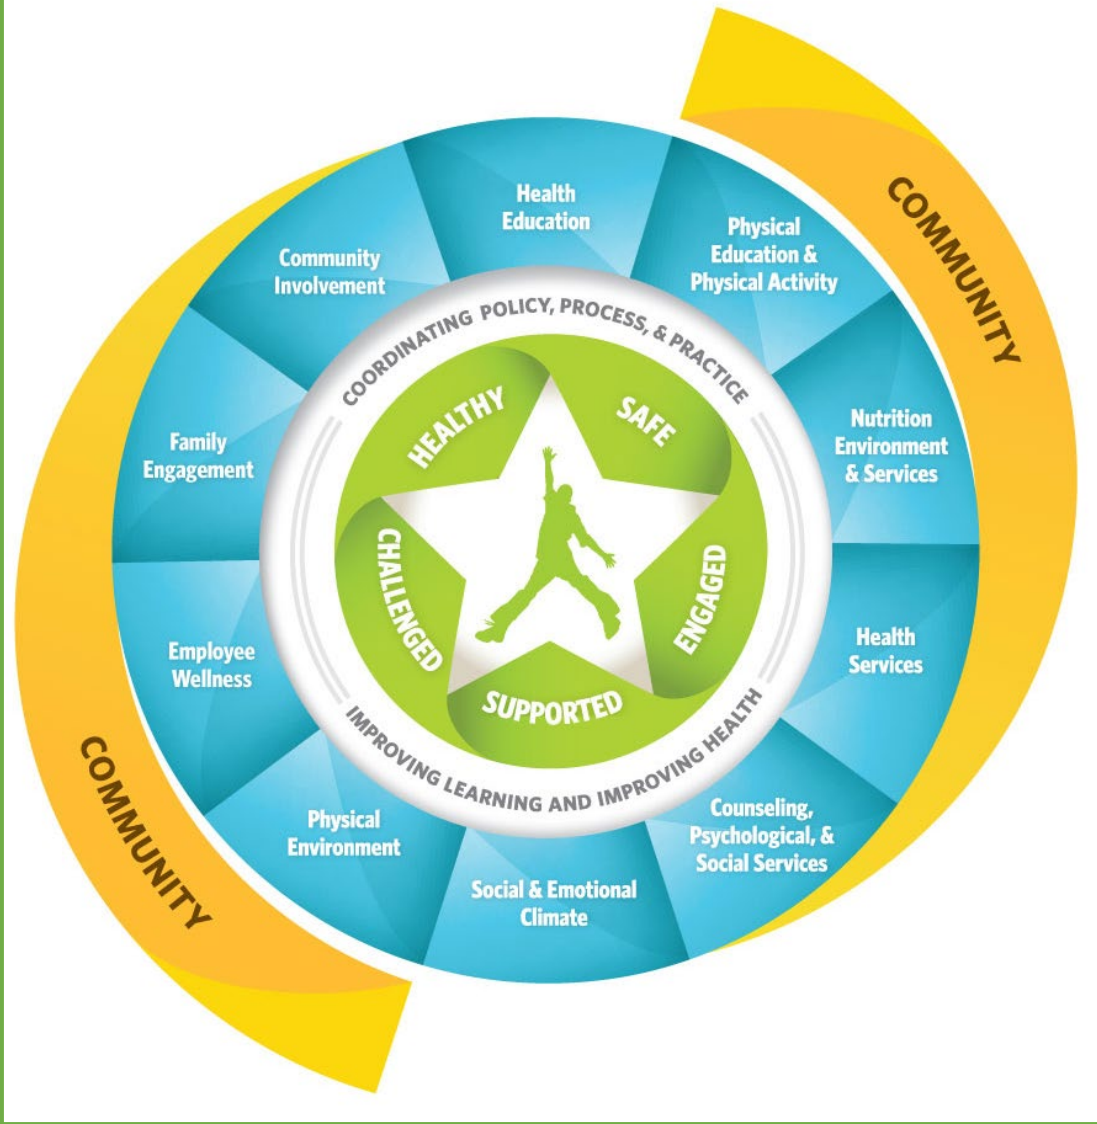 COMMUNITY
Health
Education
Physical
Education &
Physical Activity
Nutrition
Environment
& Services
Health
Services
Counseling,
Psychological, &
Social Services
Social & Emotional
Climate
Physical
Environment
Employee
Wellness
Family
Engagement
Community
Involvement
COORDINATING POLICY, PROCESS, & PRACTICE
IMPROVING LEARNING AND IMPROVING HEALTH
HEALTHY
SAFE
ENGAGED
SUPPORTED
CHALLENGED
COMMUNITY